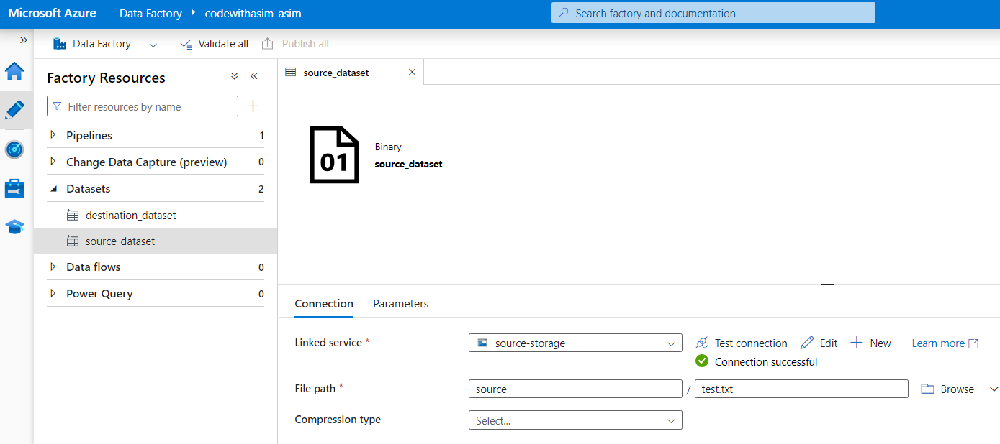 Microsoft Azure Data Factory codewithasim-asim Search factory and documentation
Data Factory Validate all Publish all
Factory Resources
Filter resources by name
Pipelines 1
Change Data Capture (preview) 0
Datasets 2
destination_dataset
source_dataset
Data flows 0
Power Query 0
source_dataset
01
Binary
source_dataset
Connection Parameters
Linked service * source-storage Test connection Edit New Learn more
Connection successful
File path * source / test.txt Browse
Compression type Select...